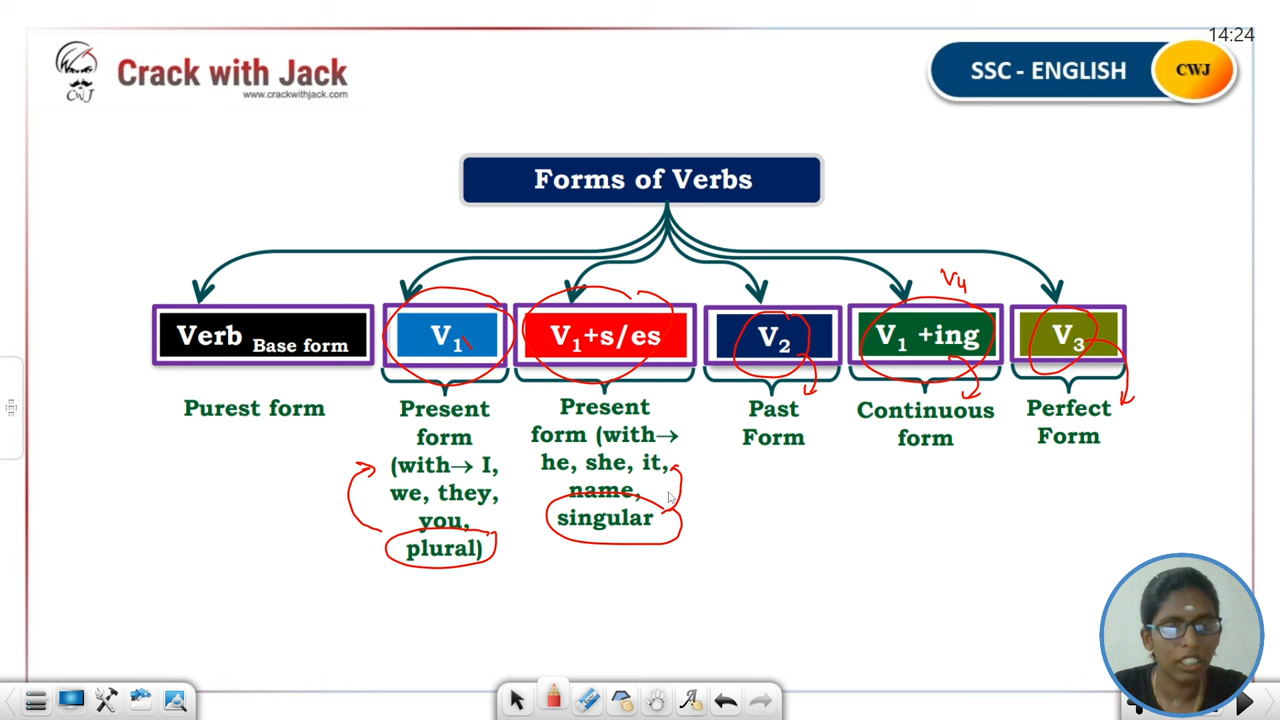 14:24
Crack with Jack
www.crackwithjack.com
CWJ
SSC - ENGLISH
CWJ
Forms of Verbs
V4
Verb Base form
V1
V1+s/es
V2
V1 +ing
V3
Purest form
Present
form
(with→ I,
we, they,
you,
plural)
Present
form (with→
he, she, it,
name,
singular
Past
Form
Continuous
form
Perfect
Form